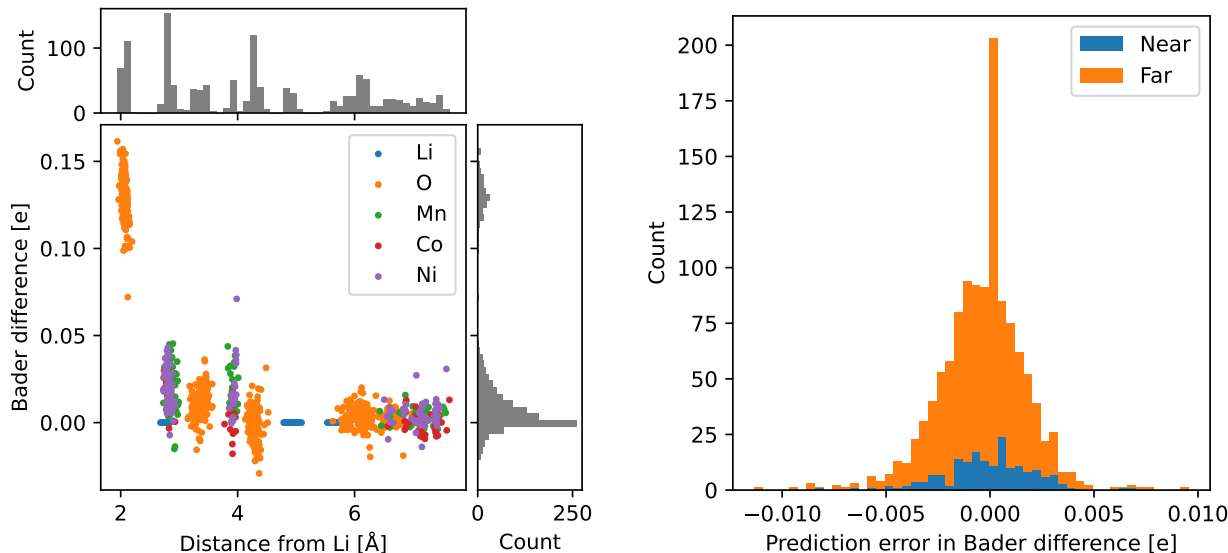 Count
100
0
Bader difference [e]
0.15
0.10
0.05
0.00
Li
O
Mn
Co
Ni
2
4
6
Distance from Li [Å]
0
250
Count
Count
200
175
150
125
100
75
50
25
0
Near
Far
−0.010
−0.005
0.000
0.005
0.010
Prediction error in Bader difference [e]